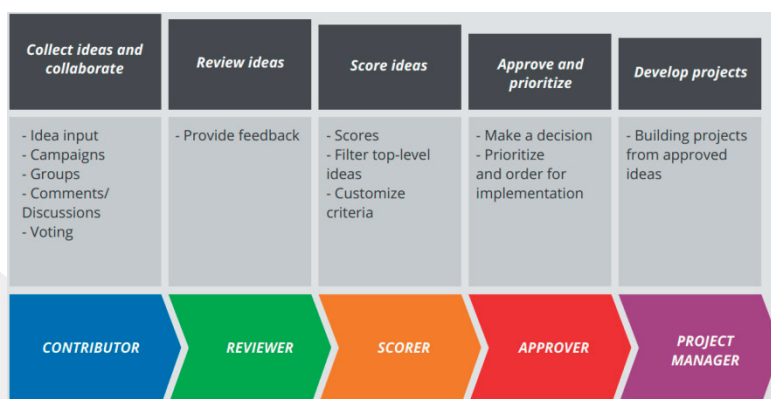 Collect ideas and
collaborate
Review ideas
Score ideas
Approve and
prioritize
Develop projects
- Idea input
- Campaigns
- Groups
- Comments/
Discussions
- Voting
- Provide feedback
- Scores
- Filter top-level
ideas
- Customize
criteria
- Make a decision
- Prioritize
and order for
implementation
- Building projects
from approved
ideas
CONTRIBUTOR
REVIEWER
SCORER
APPROVER
PROJECT
MANAGER